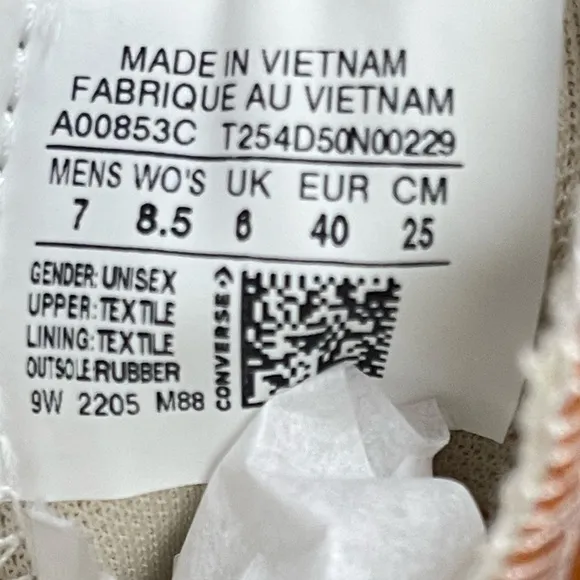 MADE IN VIETNAM
FABRIQUE AU VIETNAM
A00853C T254D50N00229
MENS WO'S UK EUR CM
7 8.5 6 40 25
GENDER: UNISEX
UPPER: TEXTILE
LINING: TEXTILE
OUTSOLE: RUBBER
9W 2205 M88
CONVERSE